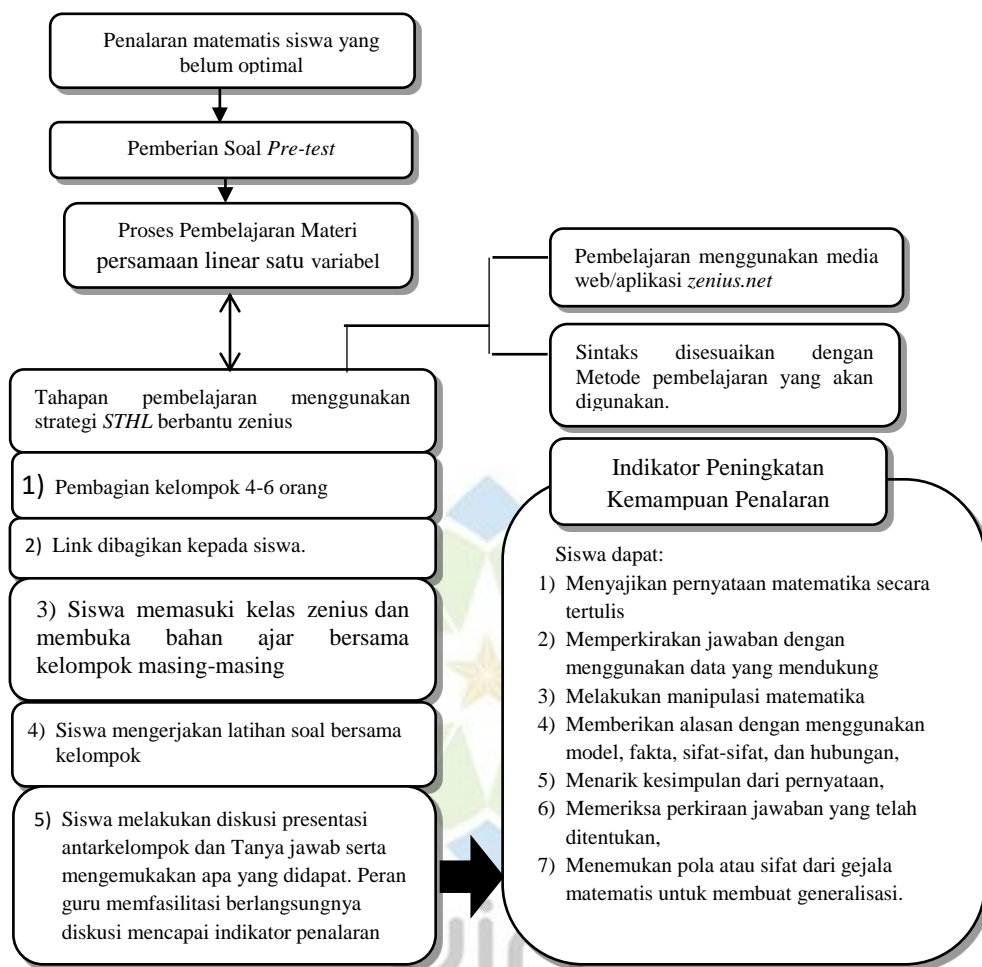 Penalaran matematis siswa yang
belum optimal
Pemberian Soal Pre-test
Proses Pembelajaran Materi
persamaan linear satu variabel
Pembelajaran menggunakan media
web/aplikasi zenius.net
Sintaks disesuaikan dengan
Metode pembelajaran yang akan
digunakan.
Tahapan pembelajaran menggunakan
strategi STHL berbantu zenius
1) Pembagian kelompok 4-6 orang
2) Link dibagikan kepada siswa.
3) Siswa memasuki kelas zenius dan
membuka bahan ajar bersama
kelompok masing-masing
4) Siswa mengerjakan latihan soal bersama
kelompok
5) Siswa melakukan diskusi presentasi
antarkelompok dan Tanya jawab serta
mengemukakan apa yang didapat. Peran
guru memfasilitasi berlangsungnya
diskusi mencapai indikator penalaran
Indikator Peningkatan
Kemampuan Penalaran
Siswa dapat:
1) Menyajikan pernyataan matematika secara
tertulis
2) Memperkirakan jawaban dengan
menggunakan data yang mendukung
3) Melakukan manipulasi matematika
4) Memberikan alasan dengan menggunakan
model, fakta, sifat-sifat, dan hubungan,
5) Menarik kesimpulan dari pernyataan,
6) Memeriksa perkiraan jawaban yang telah
ditentukan,
7) Menemukan pola atau sifat dari gejala
matematis untuk membuat generalisasi.